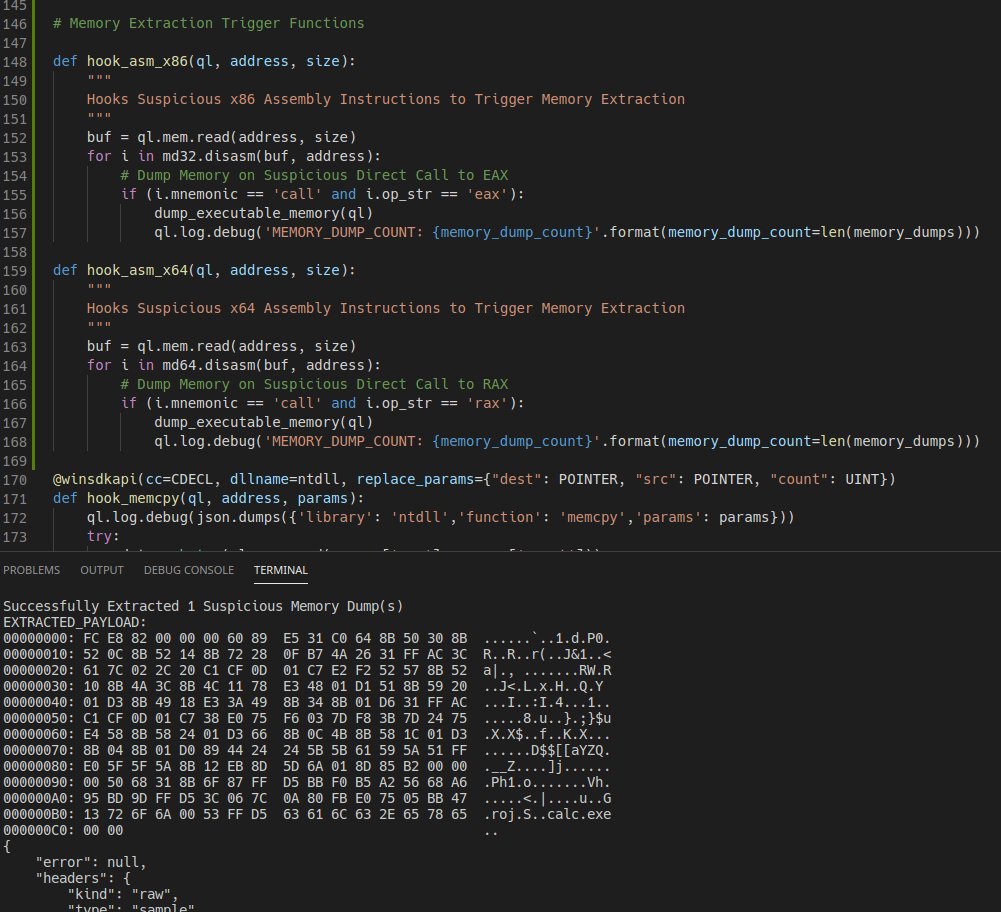 145
146 # Memory Extraction Trigger Functions
147
148 def hook_asm_x86(ql, address, size):
149 """
150 Hooks Suspicious x86 Assembly Instructions to Trigger Memory Extraction
151 """
152 buf = ql.mem.read(address, size)
153 for i in md32.disasm(buf, address):
154 # Dump Memory on Suspicious Direct Call to EAX
155 if (i.mnemonic == 'call' and i.op_str == 'eax'):
156 dump_executable_memory(ql)
157 ql.log.debug('MEMORY_DUMP_COUNT: {memory_dump_count}'.format(memory_dump_count=len(memory_dumps)))
158
159 def hook_asm_x64(ql, address, size):
160 """
161 Hooks Suspicious x64 Assembly Instructions to Trigger Memory Extraction
162 """
163 buf = ql.mem.read(address, size)
164 for i in md64.disasm(buf, address):
165 # Dump Memory on Suspicious Direct Call to RAX
166 if (i.mnemonic == 'call' and i.op_str == 'rax'):
167 dump_executable_memory(ql)
168 ql.log.debug('MEMORY_DUMP_COUNT: {memory_dump_count}'.format(memory_dump_count=len(memory_dumps)))
169
170 @winsdkapi(cc=CDECL, dllname=ntdll, replace_params={"dest": POINTER, "src": POINTER, "count": UINT})
171 def hook_memcpy(ql, address, params):
172 ql.log.debug(json.dumps({'library': 'ntdll','function': 'memcpy','params': params}))
173 try:
PROBLEMS OUTPUT DEBUG CONSOLE TERMINAL
Successfully Extracted 1 Suspicious Memory Dump(s)
EXTRACTED_PAYLOAD:
00000000: FC E8 82 00 00 00 60 89 E5 31 C0 64 8B 50 30 8B ......`..1.d.P0.
00000010: 52 0C 8B 52 14 8B 72 28 0F B7 4A 26 31 FF AC 3C R..R..r(..J&1..<
00000020: 61 7C 02 2C 20 C1 CF 0D 01 C7 E2 F2 52 57 8B 52 a|., .......RW.R
00000030: 10 8B 4A 3C 8B 4C 11 78 E3 48 01 D1 51 8B 59 20 ..J<.L.x.H..Q.Y
00000040: 01 D3 8B 49 18 E3 3A 49 8B 34 8B 01 D6 31 FF AC ...I..:I.4...1..
00000050: C1 CF 0D 01 C7 38 E0 75 F6 03 7D F8 3B 7D 24 75 .....8.u..}.;}$u
00000060: E4 58 8B 58 24 01 D3 66 8B 0C 4B 8B 58 1C 01 D3 .X.X$..f..K.X...
00000070: 8B 04 8B 01 D0 89 44 24 24 5B 5B 61 59 5A 51 FF ......D$$[[aYZQ.
00000080: E0 5F 5F 5A 8B 12 EB 8D 5D 6A 01 8D 85 B2 00 00 .__Z....]j......
00000090: 00 50 68 31 8B 6F 87 FF D5 BB F0 B5 A2 56 68 A6 .Ph1.o.......Vh.
000000A0: 95 BD 9D FF D5 3C 06 7C 0A 80 FB E0 75 05 BB 47 .....<.|....u..G
000000B0: 13 72 6F 6A 00 53 FF D5 63 61 6C 63 2E 65 78 65 .roj.S..calc.exe
000000C0: 00 00 ..
{
"error": null,
"headers": {
"kind": "raw",
"type": "sample"